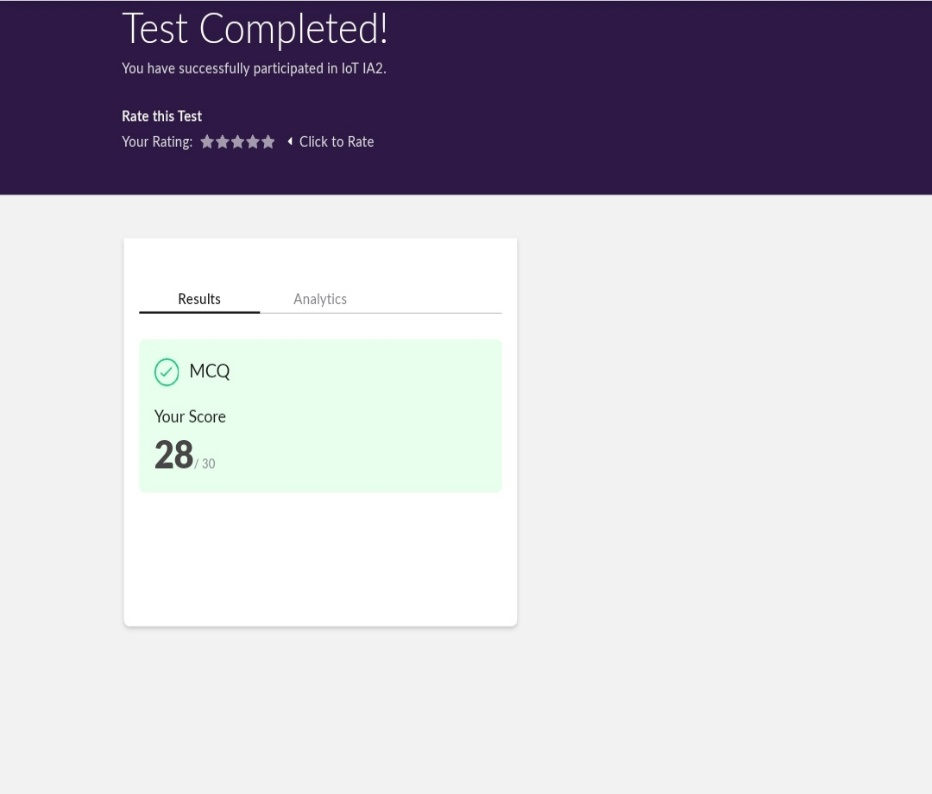 Test Completed!
You have successfully participated in IoT IA2.
Rate this Test
Your Rating: Click to Rate
Results Analytics
MCQ
Your Score
28 / 30